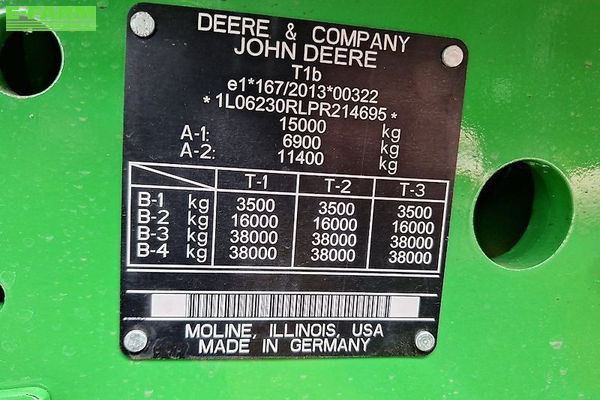 E-FARM
DEERE & COMPANY
JOHN DEERE
T1b
e1*167/2013*00322
*1L06230RLPR214695*
15000 kg
A-1: 6900 kg
A-2: 11400 kg
T-1 T-2 T-3
B-1 kg 3500 3500 3500
B-2 kg 16000 16000 16000
B-3 kg 38000 38000 38000
B-4 kg 38000 38000 38000
MOLINE, ILLINOIS, USA
MADE IN GERMANY